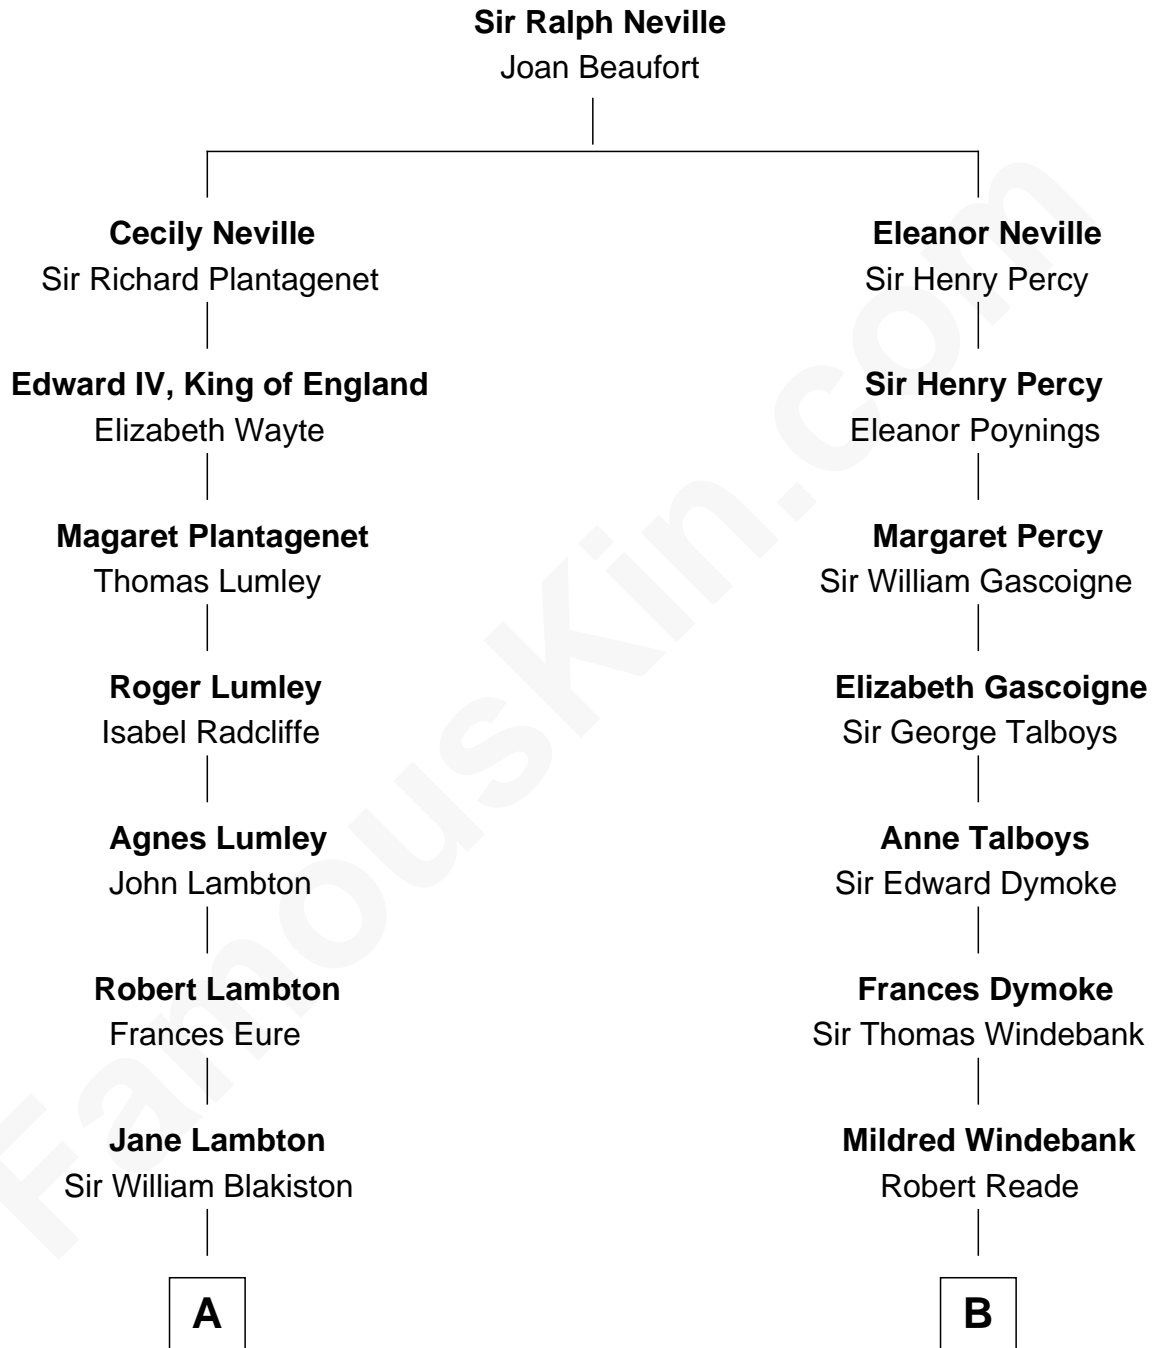 Sir Ralph Neville
Joan Beaufort
Cecily Neville
Sir Richard Plantagenet
Eleanor Neville
Sir Henry Percy
Edward IV, King of England
Elizabeth Wayte
Sir Henry Percy
Eleanor Poynings
Magaret Plantagenet
Thomas Lumley
Margaret Percy
Sir William Gascoigne
Roger Lumley
Isabel Radcliffe
Elizabeth Gascoigne
Sir George Talboys
Agnes Lumley
John Lambton
Anne Talboys
Sir Edward Dymoke
Robert Lambton
Frances Eure
Frances Dymoke
Sir Thomas Windebank
Jane Lambton
Sir William Blakiston
Mildred Windebank
Robert Reade
A
B
FamousKin.com